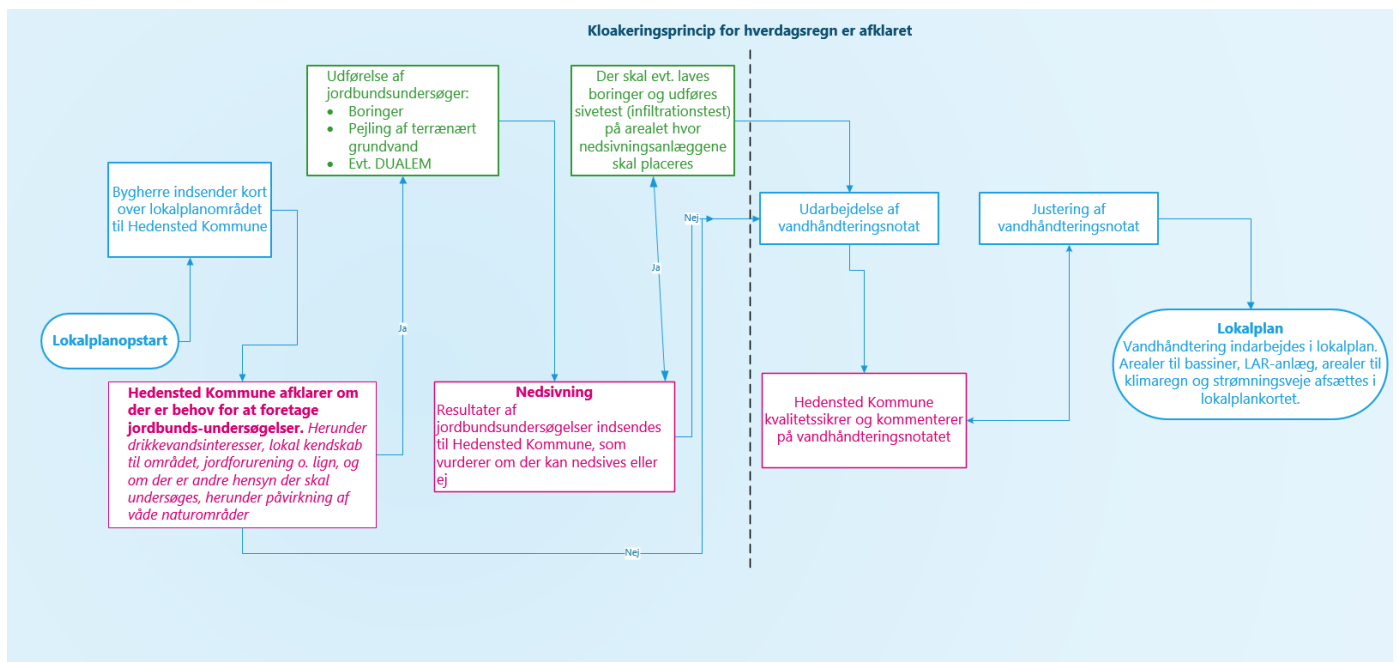 Kloakeringsprincip for hverdagsregn er afklaret
Udførelse af
jordbundsundersøger:
• Boringer
• Pejling af terrænært
grundvand
• Evt. DUALEM
Der skal evt. laves
boringer og udføres
sivetest (infiltrationstest)
på arealet hvor
nedsivningsanlæggene
skal placeres
Bygherre indsender kort
over lokalplanområdet
til Hedensted Kommune
Nej
Udarbejdelse af
vandhåndteringsnotat
Justering af
vandhåndteringsnotat
Ja
Lokalplanopstart
Ja
Lokalplan
Vandhåndtering indarbejdes i lokalplan.
Arealer til bassiner, LAR-anlæg, arealer til
klimaregn og strømningsveje afsættes i
lokalplankortet.
Hedensted Kommune afklarer om
der er behov for at foretage
jordbunds-undersøgelser. Herunder
drikkevandsinteresser, lokal kendskab
til området, jordforurening o. lign, og
om der er andre hensyn der skal
undersøges, herunder påvirkning af
våde naturområder
Nedsivning
Resultater af
jordbundsundersøgelser indsendes
til Hedensted Kommune, som
vurderer om der kan nedsives eller
ej
Hedensted Kommune
kvalitetssikrer og kommenterer
på vandhåndteringsnotatet
Nej